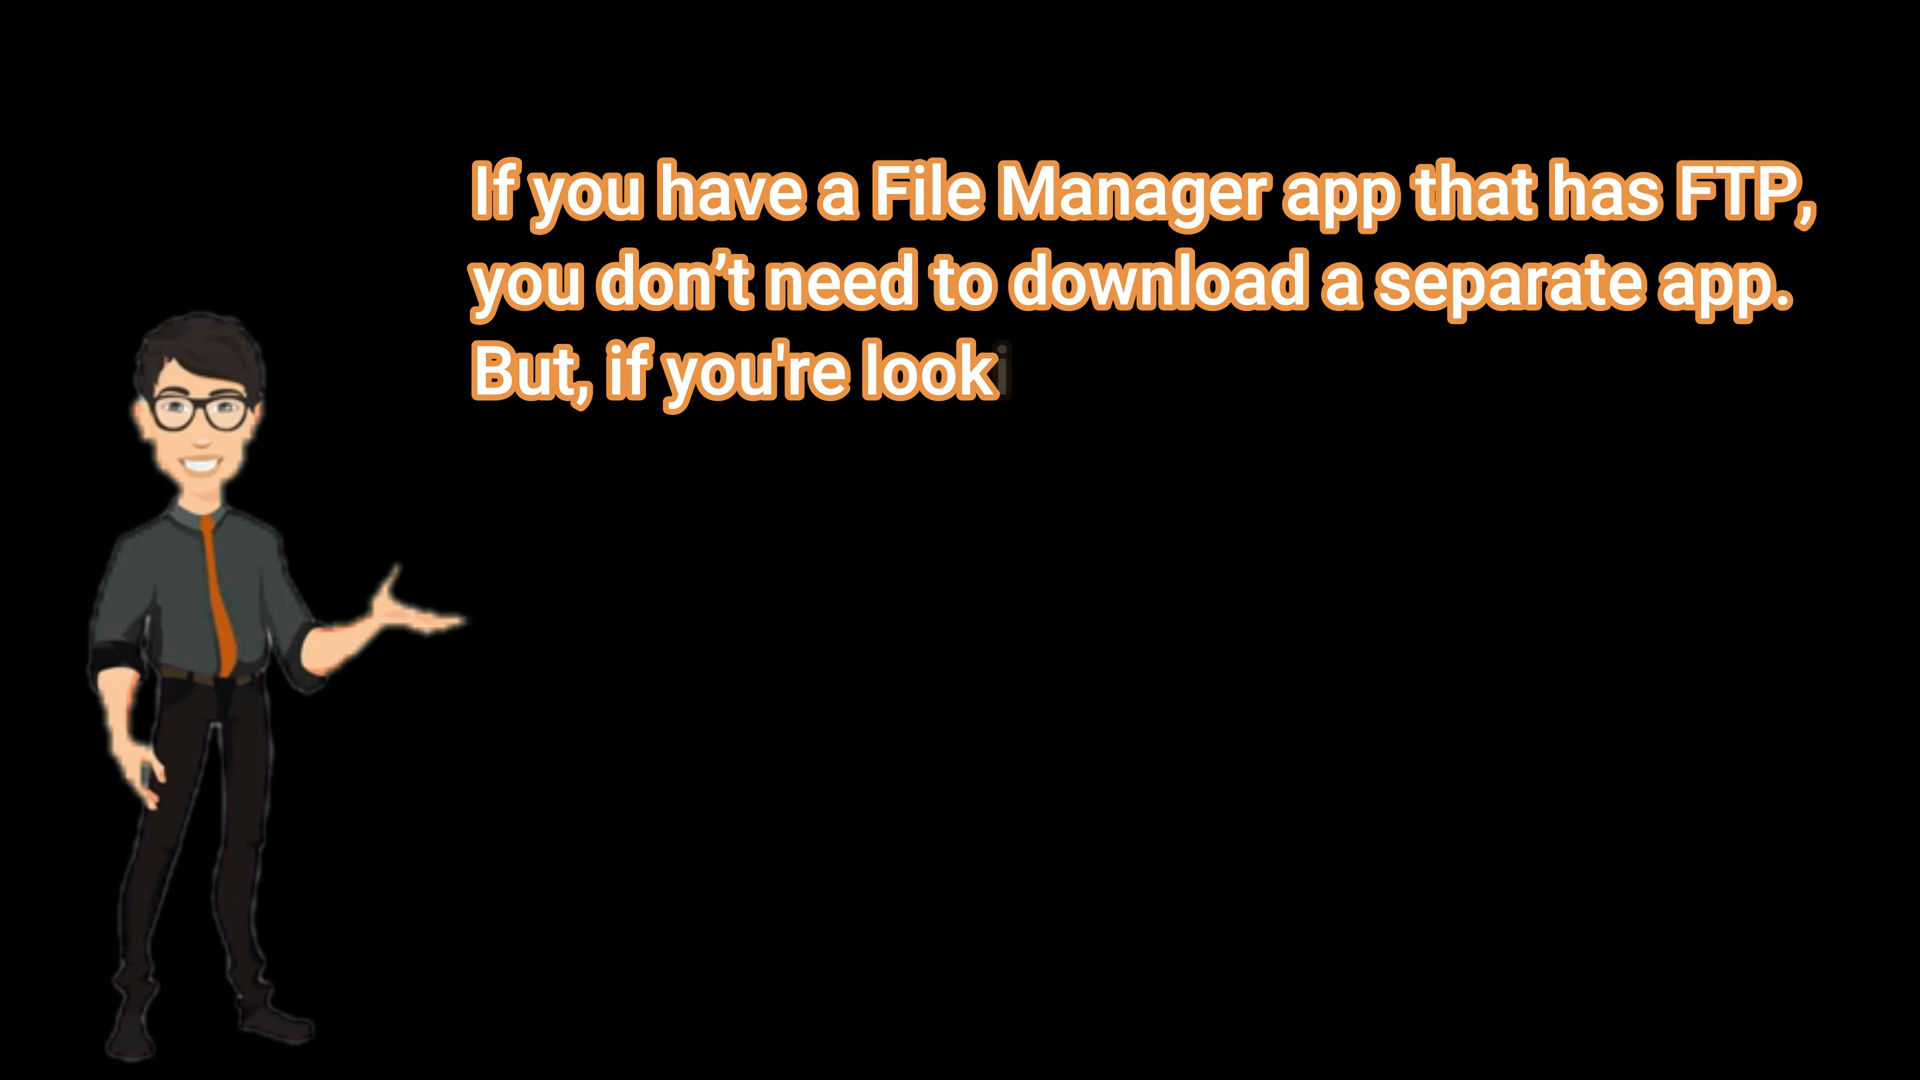 If you have a File Manager app that has FTP,
you don’t need to download a separate app.
But, if you're looki